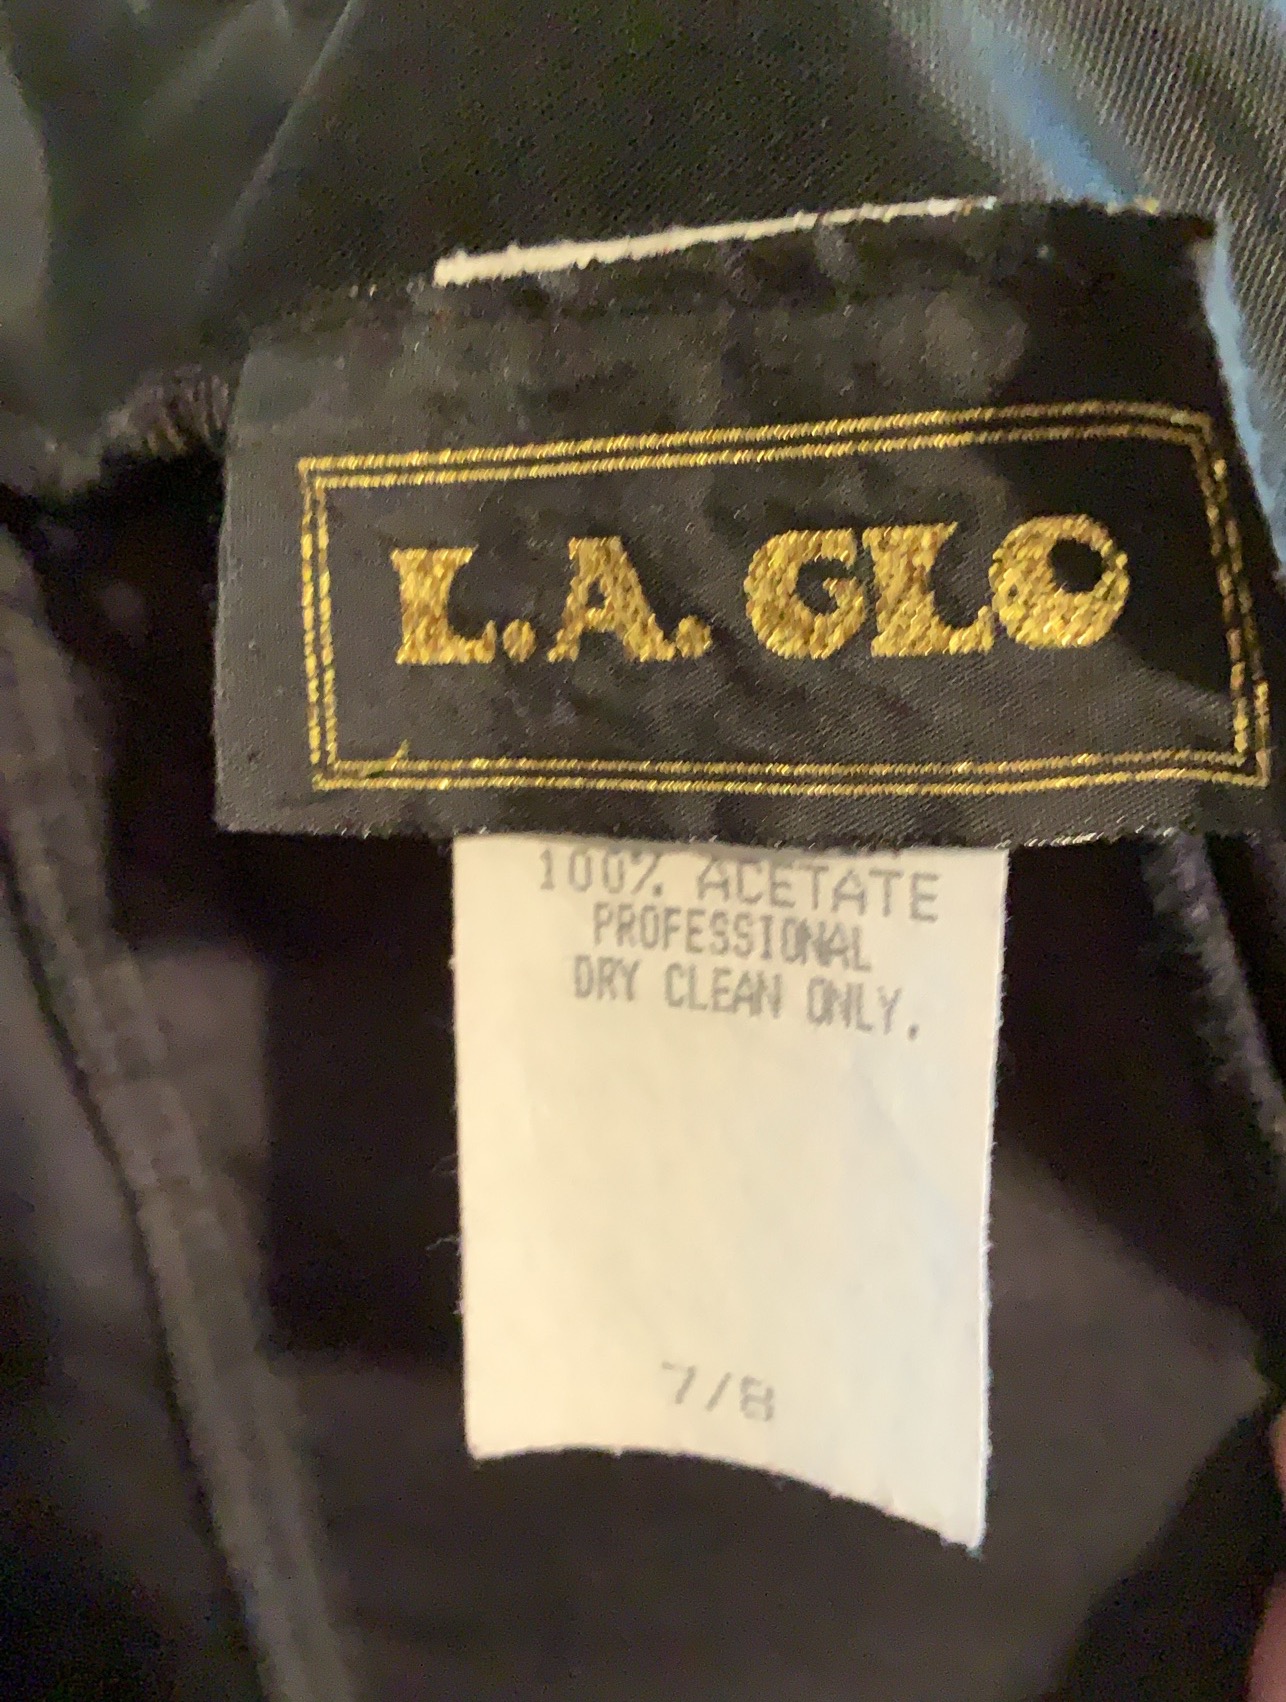 L.A. GLO
100% ACETATE
PROFESSIONAL
DRY CLEAN ONLY.
7/8